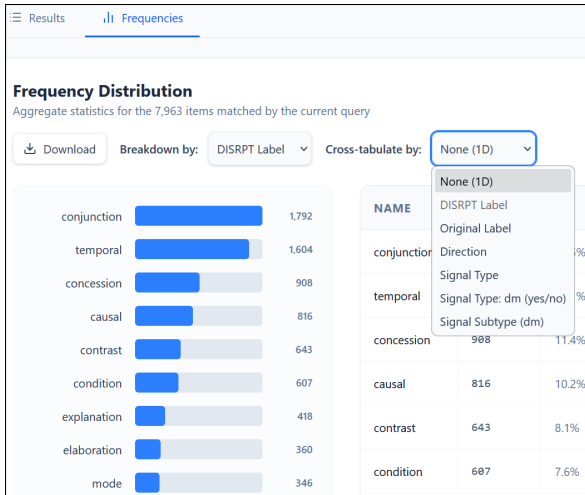 Results Frequencies
Frequency Distribution
Aggregate statistics for the 7,963 items matched by the current query
Download Breakdown by: DISRPT Label Cross-tabulate by: None (1D)
None (1D)
DISRPT Label
Original Label
Direction
Signal Type
Signal Type: dm (yes/no)
Signal Subtype (dm)
conjunction 1,792
temporal 1,604
concession 908
causal 816
contrast 643
condition 607
explanation 418
elaboration 360
mode 346
NAME
conjunction
temporal %
concession 908 11.4%
causal 816 10.2%
contrast 643 8.1%
condition 607 7.6%